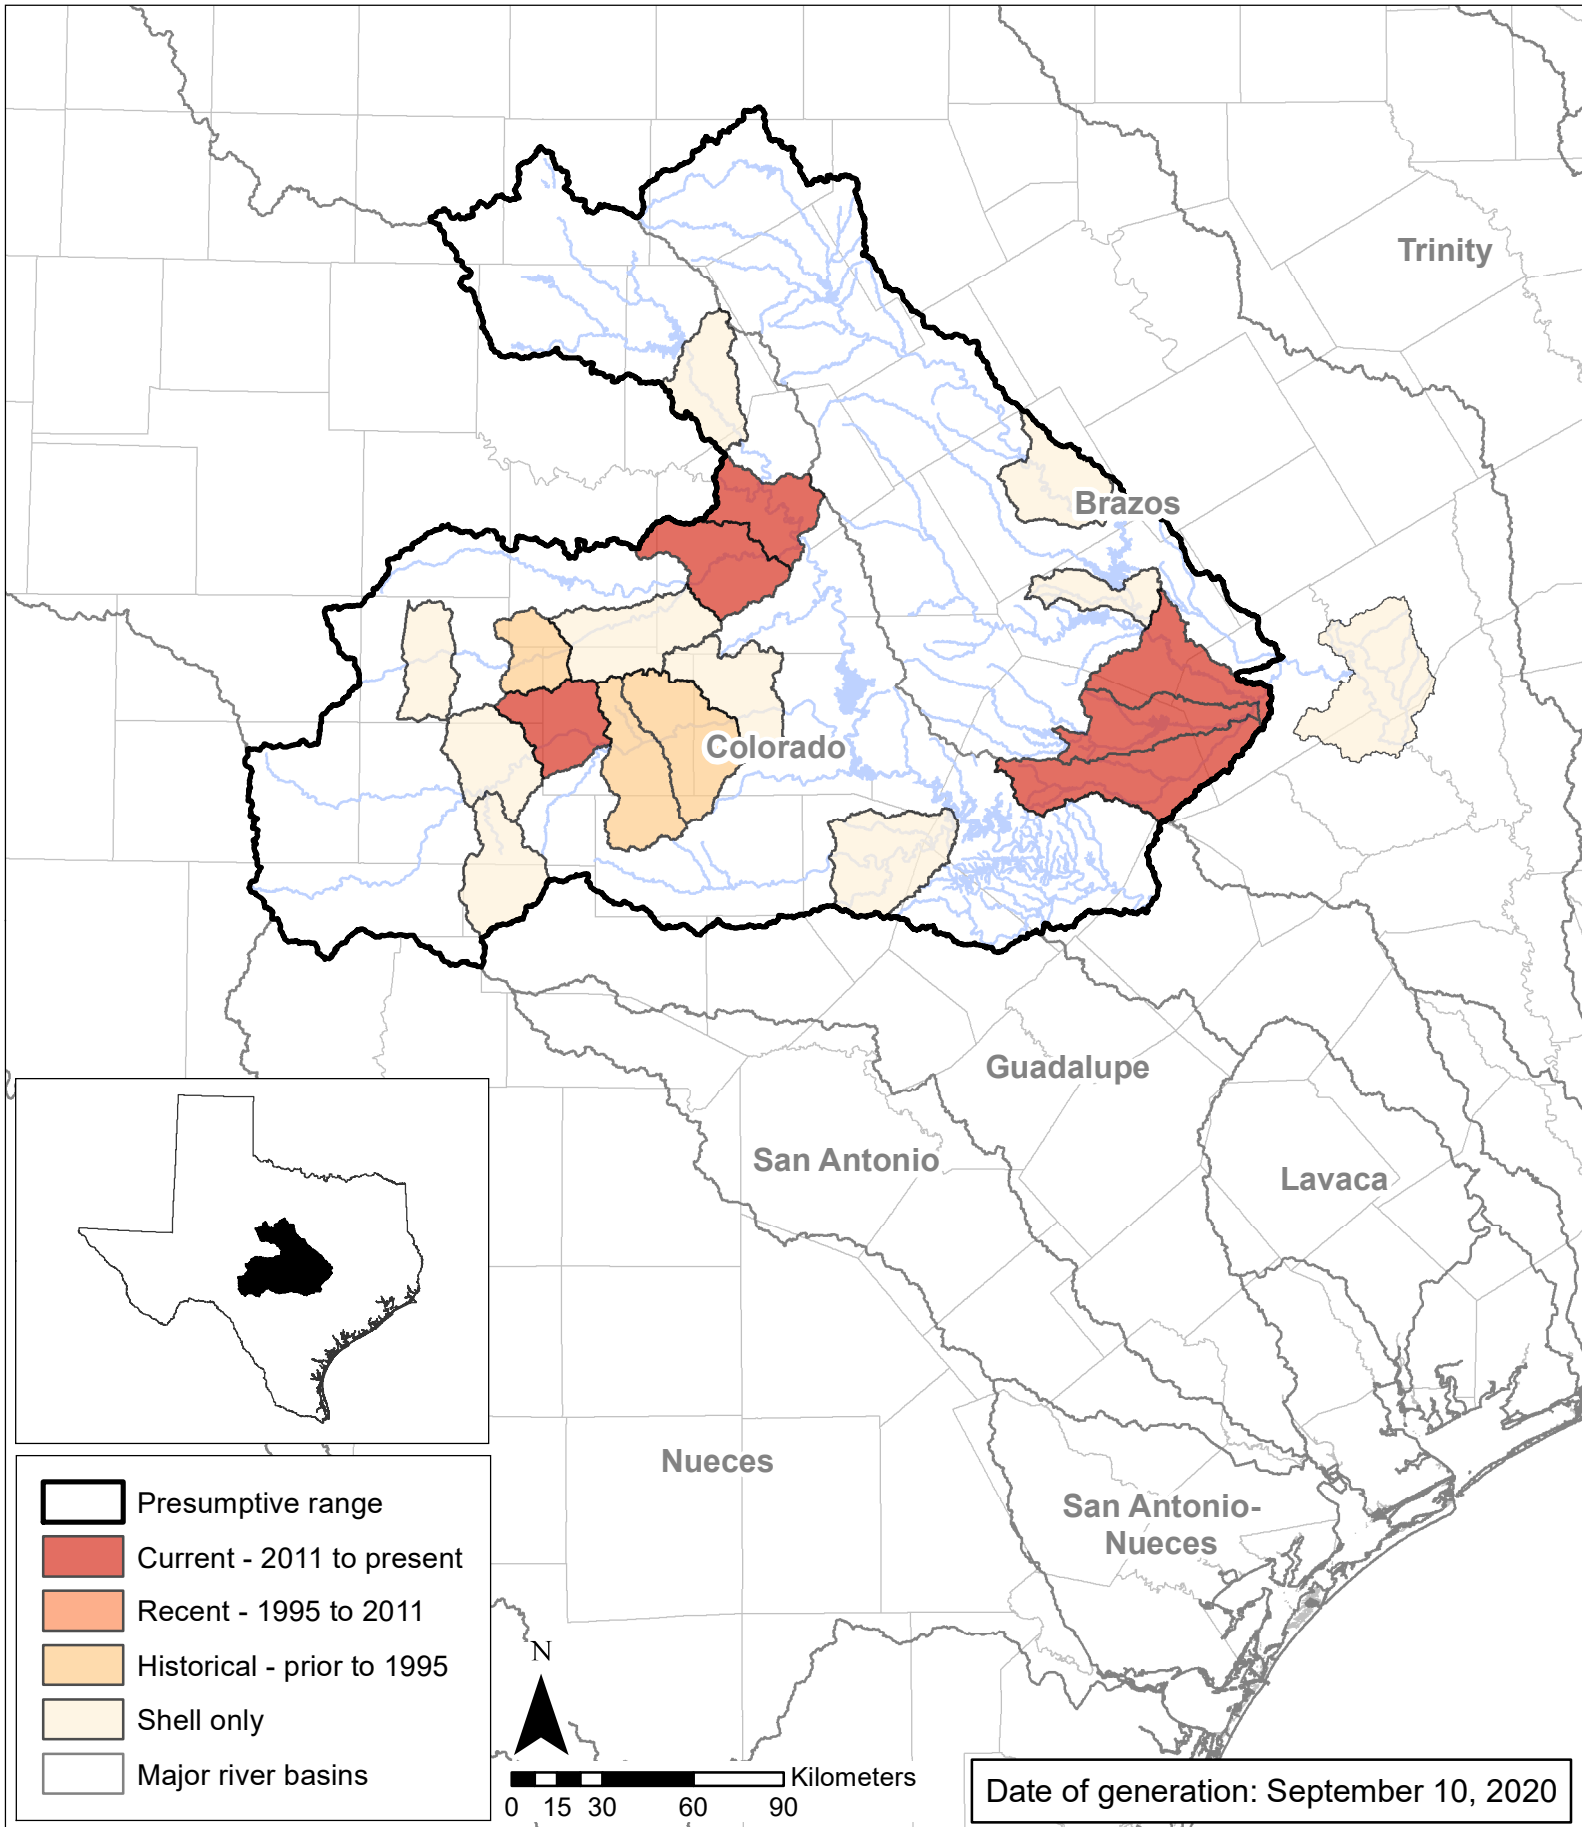 Trinity
Brazos
Colorado
Guadalupe
San Antonio
Lavaca
Nueces
San Antonio-
Nueces
Presumptive range
Current - 2011 to present
Recent - 1995 to 2011
Historical - prior to 1995
Shell only
Major river basins
N
Kilometers
0 15 30 60 90
Date of generation: September 10, 2020